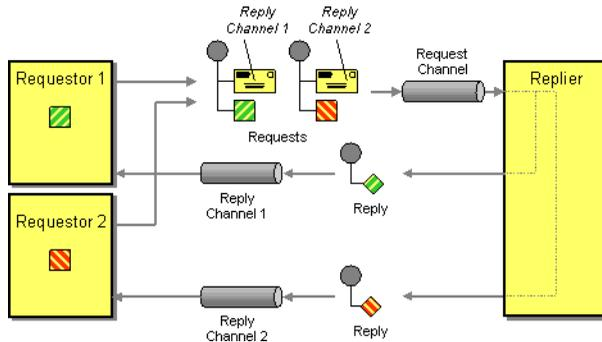 Reply
Channel 1
Reply
Channel 2
Request
Channel
Requestor 1
Replier
Requests
Reply
Channel 1
Reply
Requestor 2
Reply
Channel 2
Reply